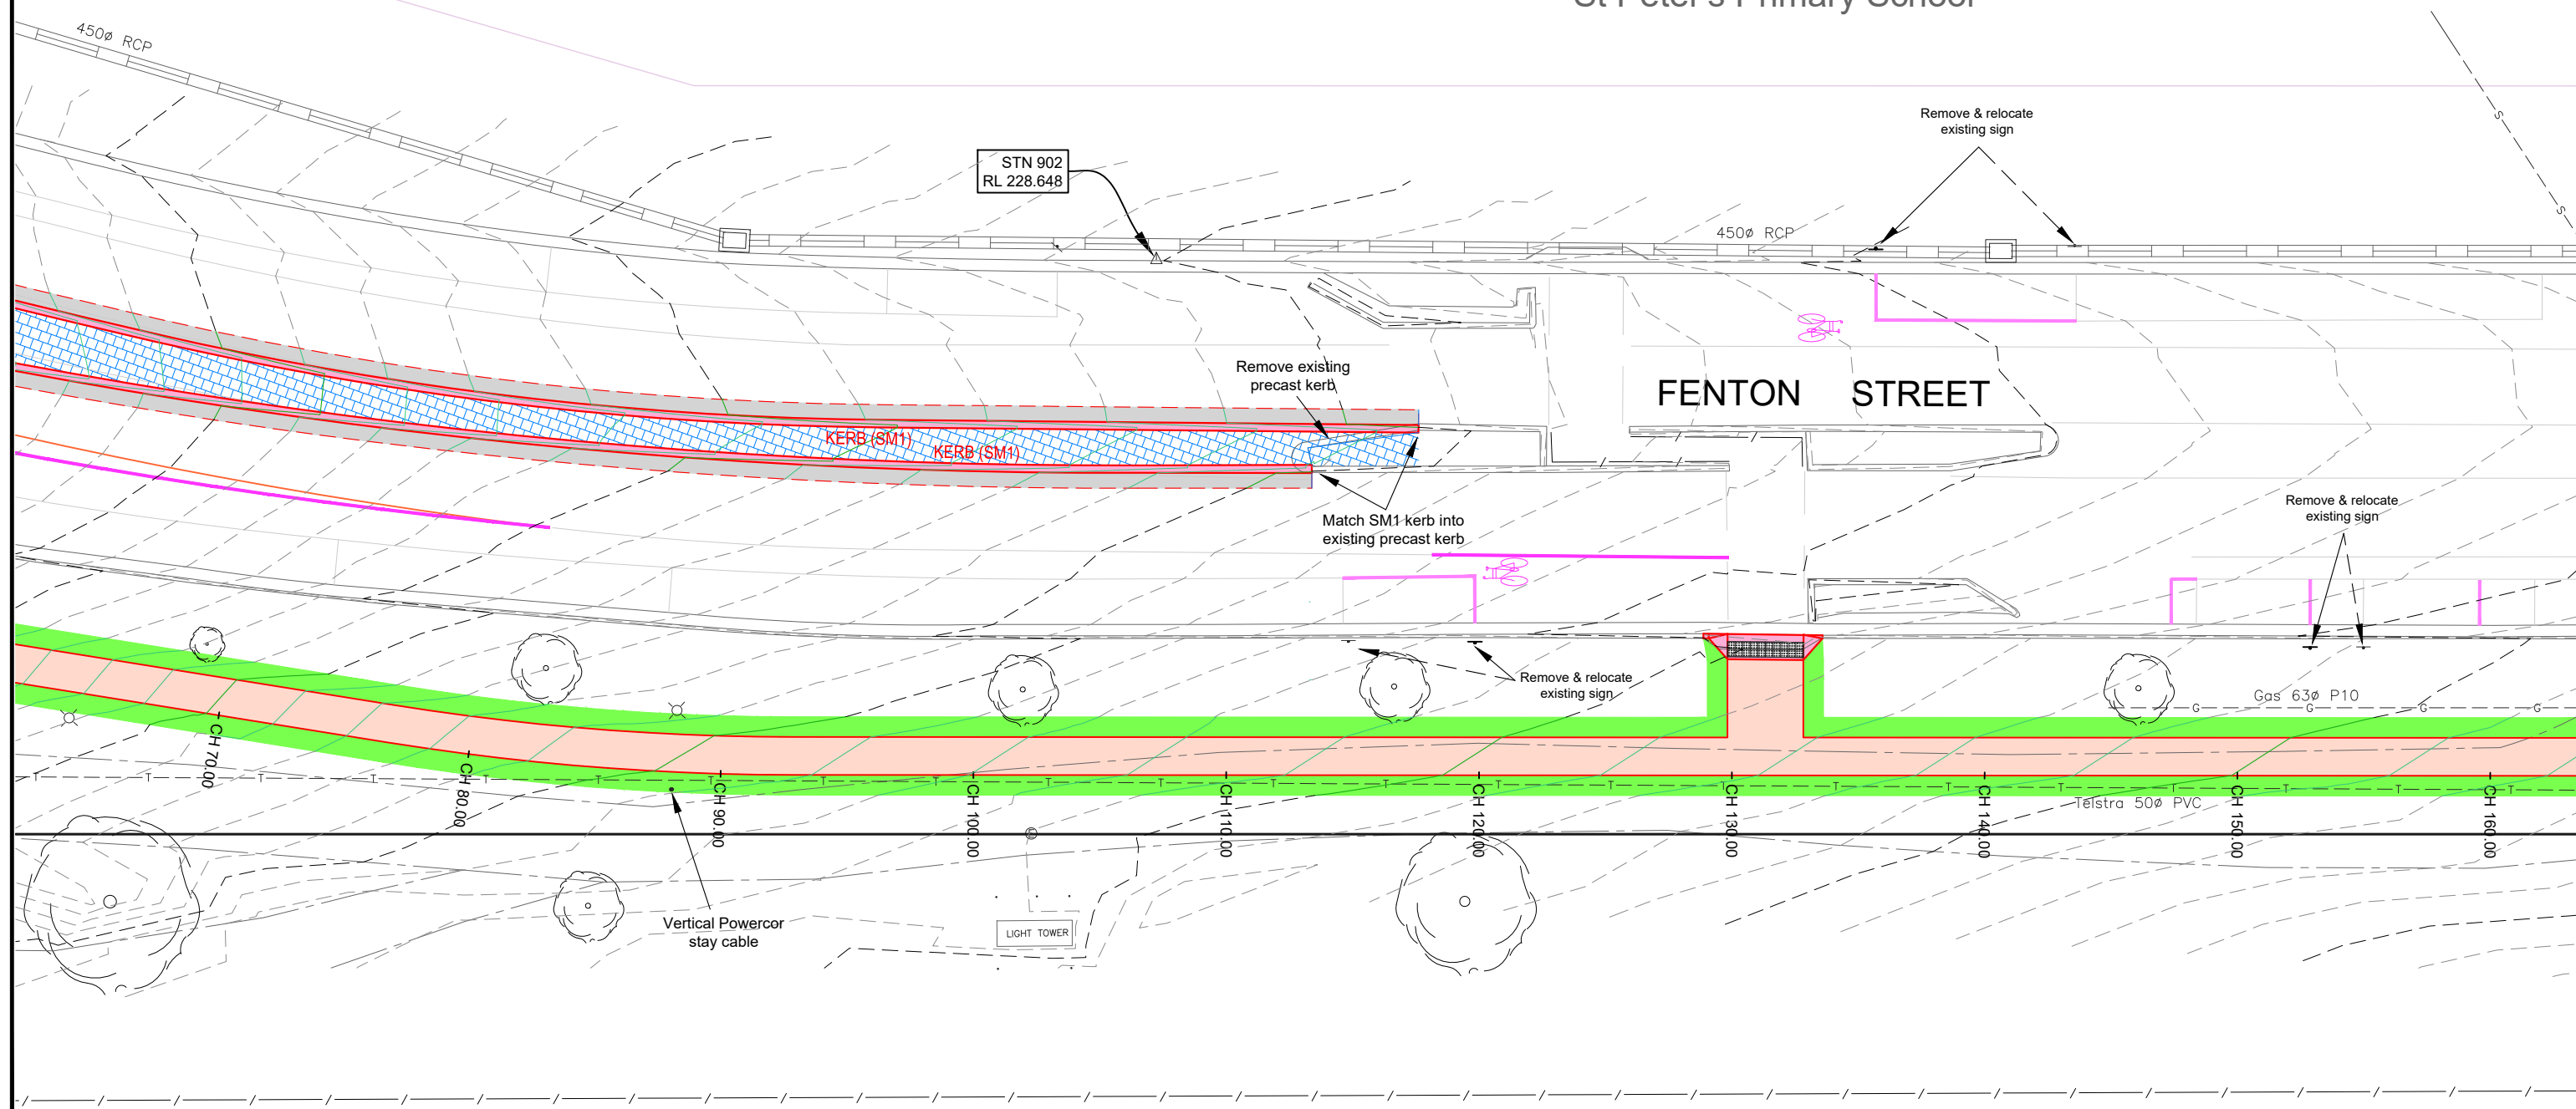 St Peter's Primary School
450ø RCP
Remove & relocate
existing sign
STN 902
RL 228.648
450ø RCP
S
S
Remove existing
precast kerb
FENTON STREET
KERB (SM1)
KERB (SM1)
Match SM1 kerb into
existing precast kerb
Remove & relocate
existing sign
Remove & relocate
existing sign
Gas 63ø P10
G G G G
T T T T T T T T T T T T T T T T T T T T T T
Telstra 50ø PVC
CH 70.00
CH 80.00
CH 90.00
CH 100.00
CH 110.00
CH 120.00
CH 130.00
CH 140.00
CH 150.00
CH 160.00
Vertical Powercor
stay cable
LIGHT TOWER